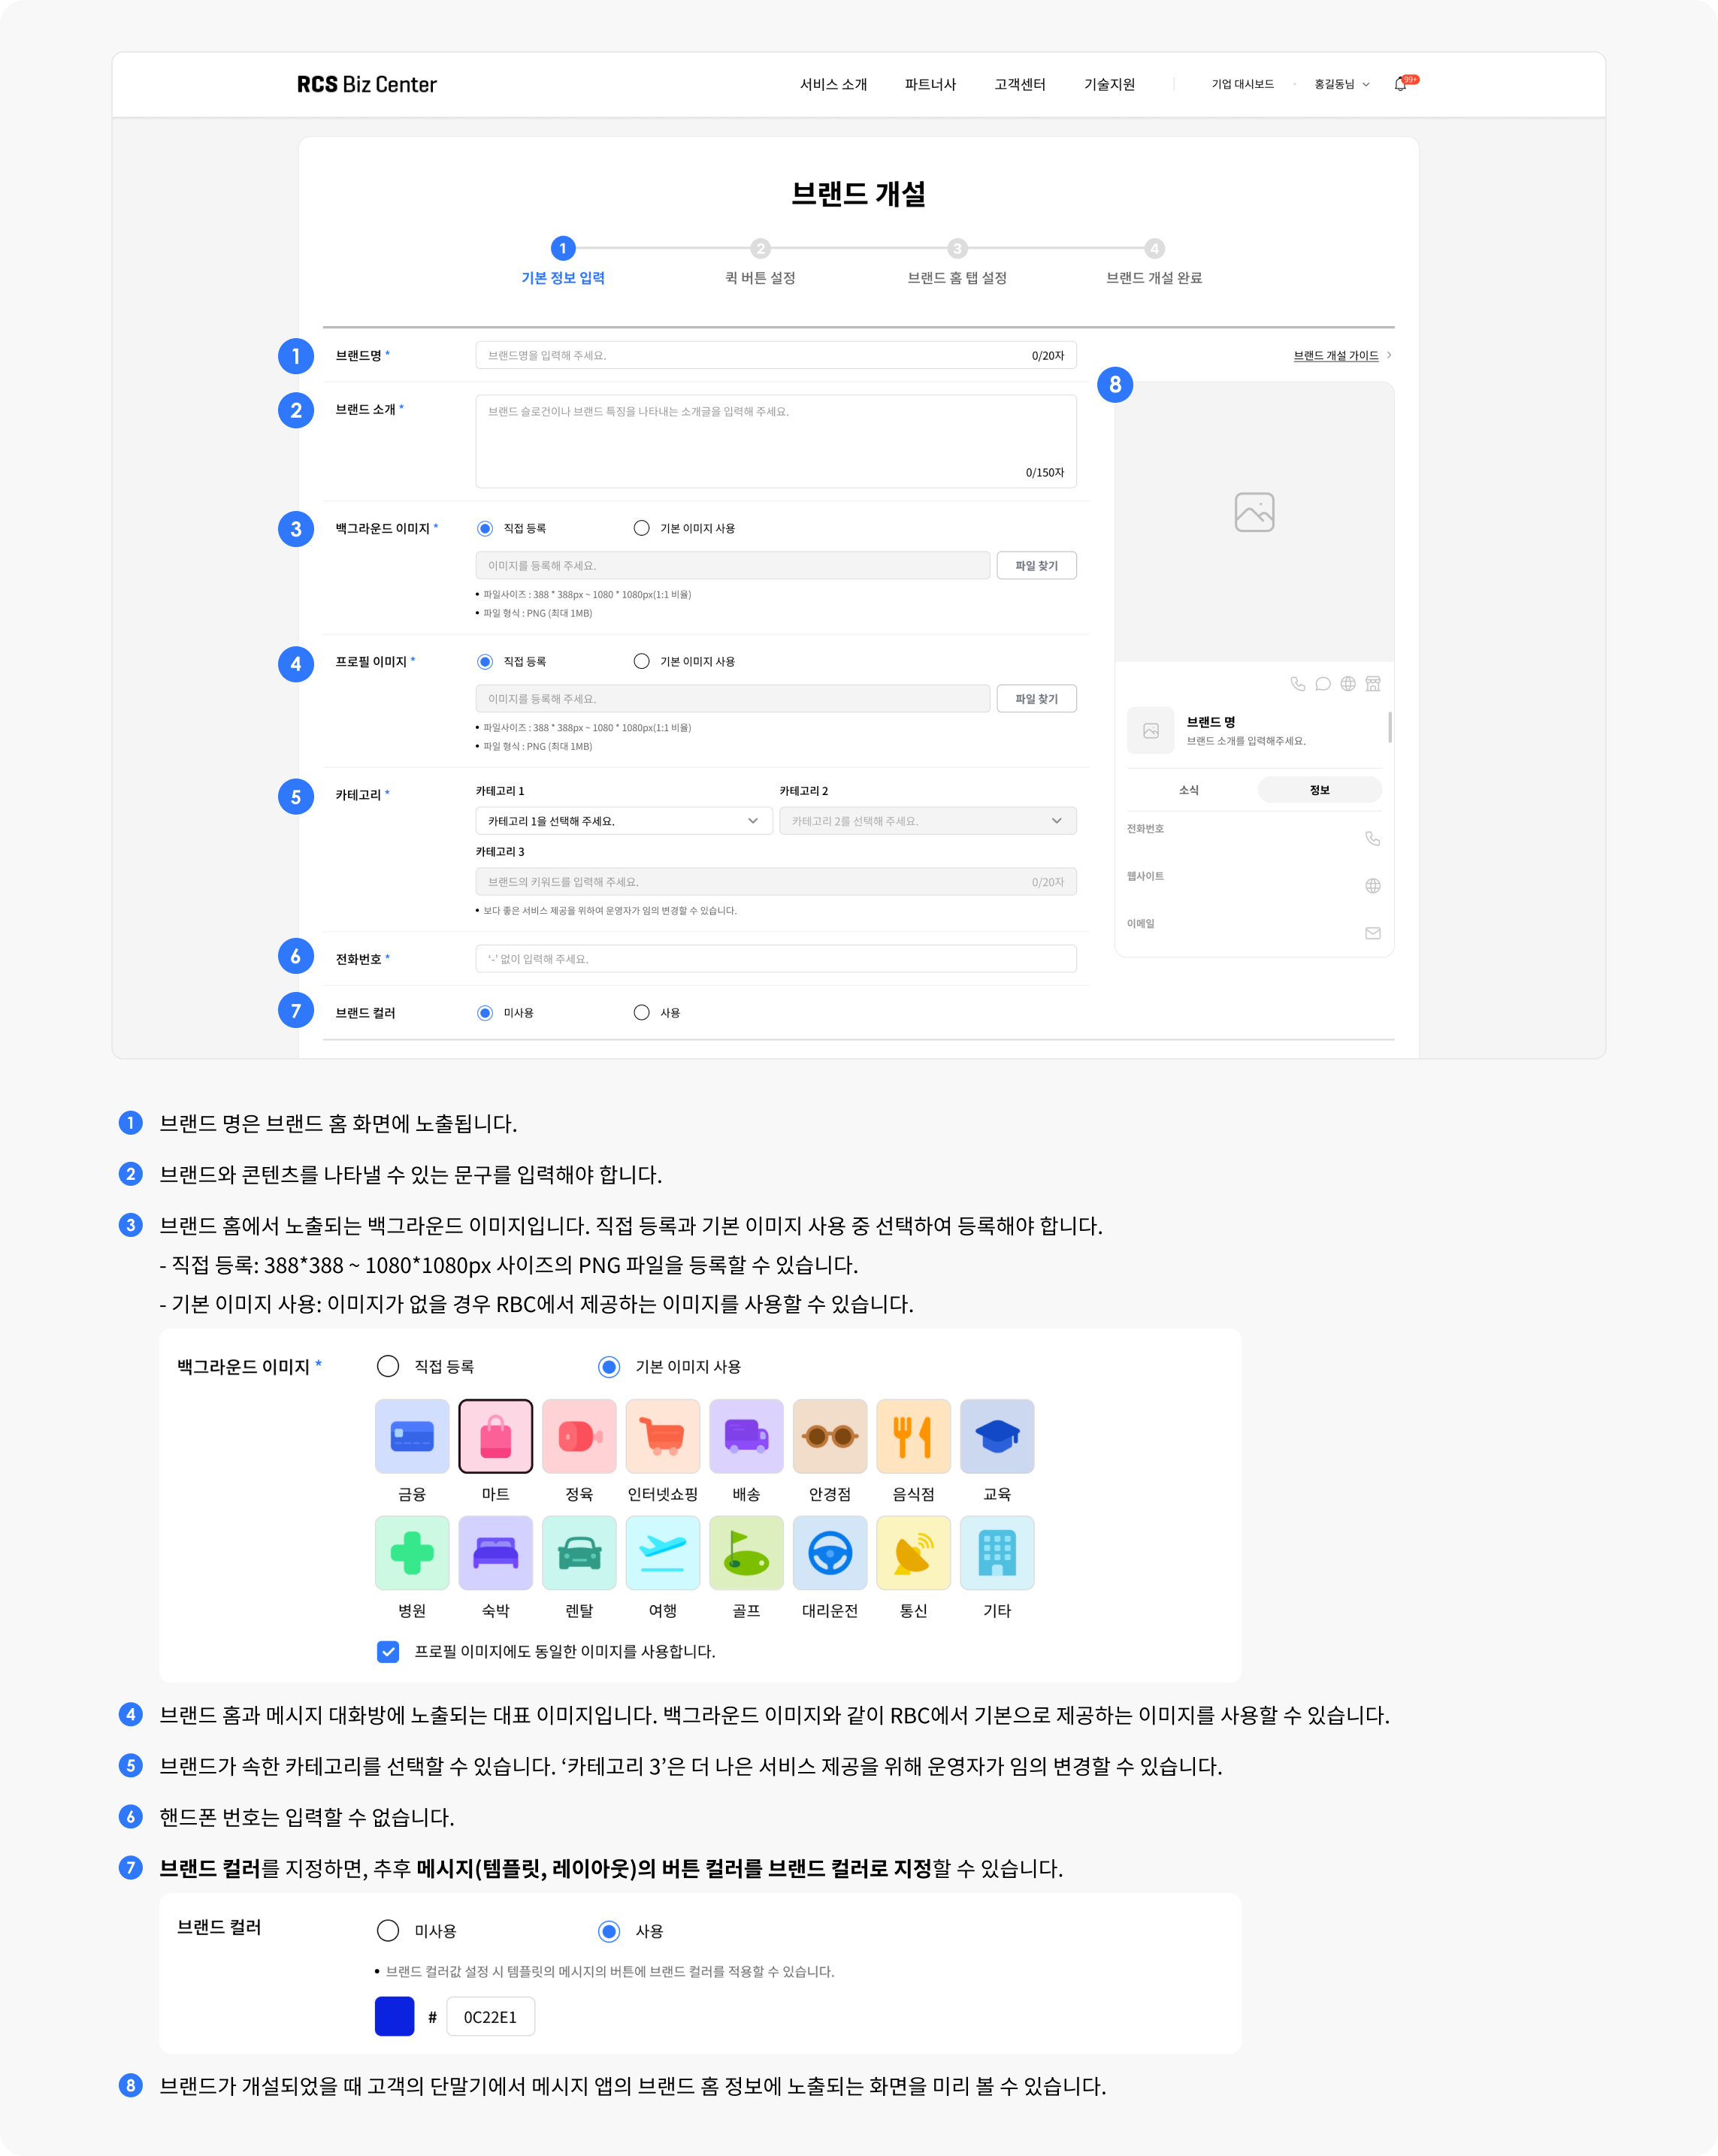 RCS Biz Center
서비스 소개
파트너사
고객센터
기술지원
기업 대시보드
홍길동님
99+
브랜드 개설
1
2
3
4
기본 정보 입력
퀵 버튼 설정
브랜드 홈 탭 설정
브랜드 개설 완료
1
브랜드명 *
브랜드명을 입력해 주세요.
0/20자
브랜드 개설 가이드
2
브랜드 소개 *
브랜드 슬로건이나 브랜드 특징을 나타내는 소개글을 입력해 주세요.
0/150자
3
백그라운드 이미지 *
직접 등록
기본 이미지 사용
이미지를 등록해 주세요.
파일 찾기
• 파일사이즈 : 388 * 388px ~ 1080 * 1080px(1:1 비율)
• 파일 형식 : PNG (최대 1MB)
4
프로필 이미지 *
직접 등록
기본 이미지 사용
이미지를 등록해 주세요.
파일 찾기
• 파일사이즈 : 388 * 388px ~ 1080 * 1080px(1:1 비율)
• 파일 형식 : PNG (최대 1MB)
5
카테고리 *
카테고리 1
카테고리 2
카테고리 1을 선택해 주세요.
카테고리 2를 선택해 주세요.
카테고리 3
브랜드의 키워드를 입력해 주세요.
0/20자
• 보다 좋은 서비스 제공을 위하여 운영자가 임의 변경할 수 있습니다.
6
전화번호 *
‘-’ 없이 입력해 주세요.
7
브랜드 컬러
미사용
사용
8
브랜드 명
브랜드 소개를 입력해주세요.
소식
정보
전화번호
웹사이트
이메일
1 브랜드 명은 브랜드 홈 화면에 노출됩니다.
2 브랜드와 콘텐츠를 나타낼 수 있는 문구를 입력해야 합니다.
3 브랜드 홈에서 노출되는 백그라운드 이미지입니다. 직접 등록과 기본 이미지 사용 중 선택하여 등록해야 합니다.
- 직접 등록: 388*388 ~ 1080*1080px 사이즈의 PNG 파일을 등록할 수 있습니다.
- 기본 이미지 사용: 이미지가 없을 경우 RBC에서 제공하는 이미지를 사용할 수 있습니다.
백그라운드 이미지 *
직접 등록
기본 이미지 사용
금융
마트
정육
인터넷쇼핑
배송
안경점
음식점
교육
병원
숙박
렌탈
여행
골프
대리운전
통신
기타
프로필 이미지에도 동일한 이미지를 사용합니다.
4 브랜드 홈과 메시지 대화방에 노출되는 대표 이미지입니다. 백그라운드 이미지와 같이 RBC에서 기본으로 제공하는 이미지를 사용할 수 있습니다.
5 브랜드가 속한 카테고리를 선택할 수 있습니다. ‘카테고리 3’은 더 나은 서비스 제공을 위해 운영자가 임의 변경할 수 있습니다.
6 핸드폰 번호는 입력할 수 없습니다.
7 브랜드 컬러를 지정하면, 추후 메시지(템플릿, 레이아웃)의 버튼 컬러를 브랜드 컬러로 지정할 수 있습니다.
브랜드 컬러
미사용
사용
• 브랜드 컬러값 설정 시 템플릿의 메시지의 버튼에 브랜드 컬러를 적용할 수 있습니다.
# 0C22E1
8 브랜드가 개설되었을 때 고객의 단말기에서 메시지 앱의 브랜드 홈 정보에 노출되는 화면을 미리 볼 수 있습니다.